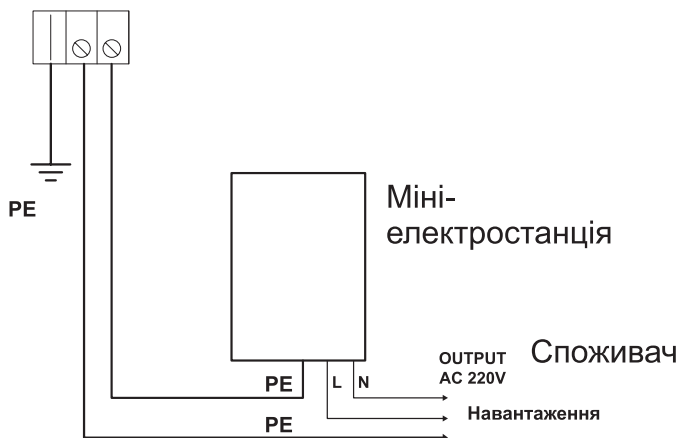 PE
Міні-
електростанція
OUTPUT
AC 220V
Споживач
PE
L
N
Навантаження
PE